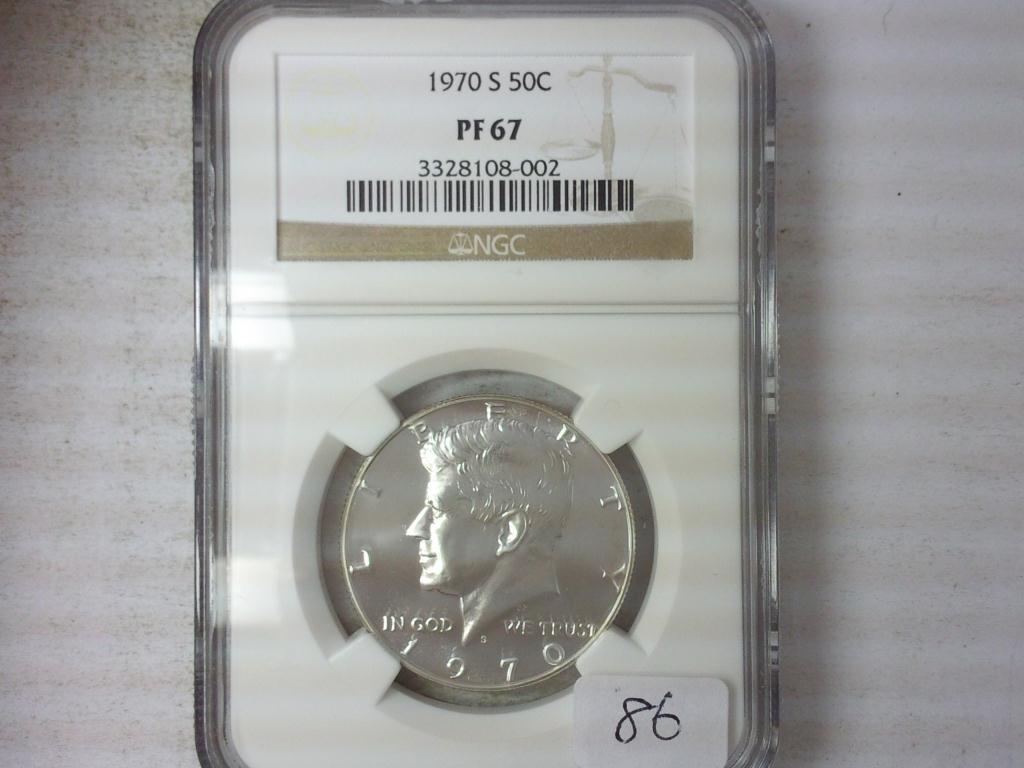 1970 S 50C
PF 67
3328108-002
NGC
LIBERTY
IN GOD WE TRUST
S
1970
86